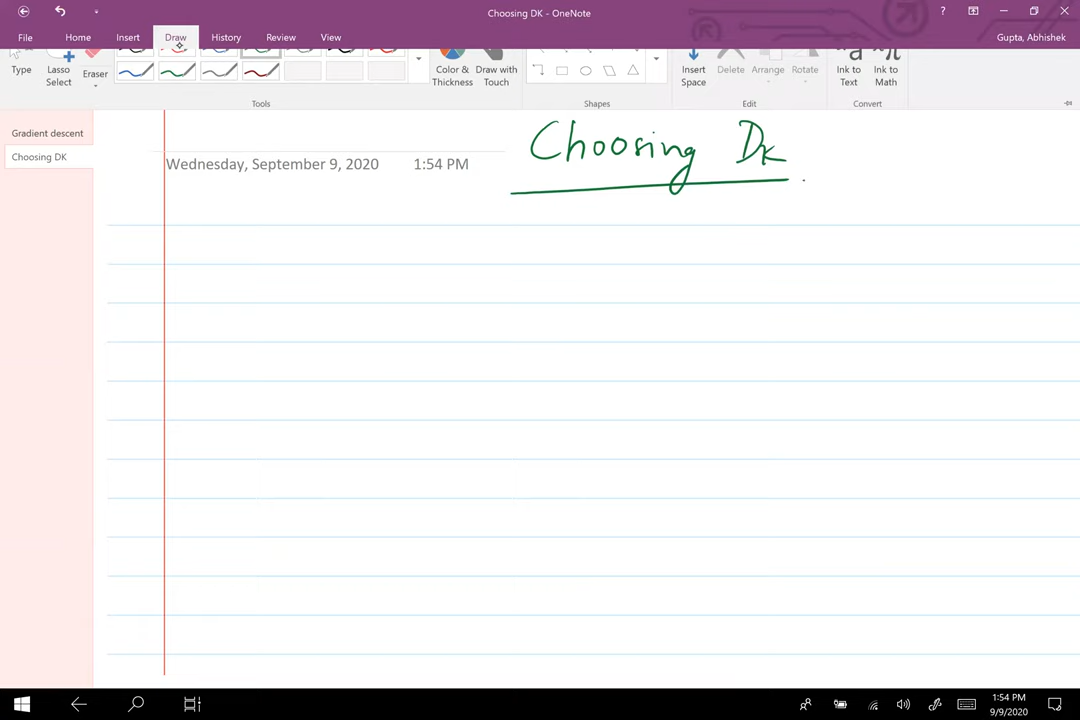 Choosing DK - OneNote
?
File Home Insert Draw History Review View
Gupta, Abhishek
Type
Lasso Select
Eraser
Color & Thickness
Draw with Touch
Insert Space
Delete
Arrange
Rotate
Ink to Text
Ink to Math
Tools
Shapes
Edit
Convert
Gradient descent
Choosing DK
Choosing DK
Wednesday, September 9, 2020 1:54 PM
1:54 PM
9/9/2020